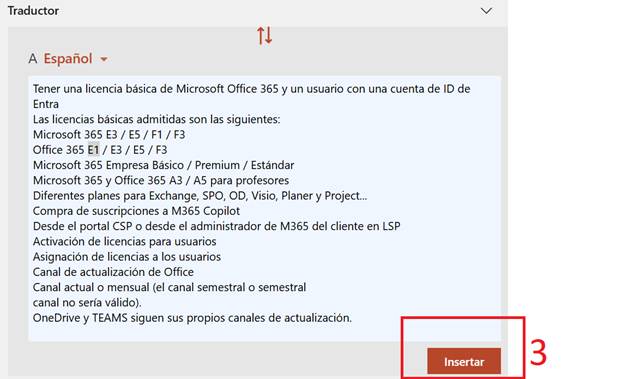 Traductor
A Español
Tener una licencia básica de Microsoft Office 365 y un usuario con una cuenta de ID de
Entra
Las licencias básicas admitidas son las siguientes:
Microsoft 365 E3 / E5 / F1 / F3
Office 365 E1 / E3 / E5 / F3
Microsoft 365 Empresa Básico / Premium / Estándar
Microsoft 365 y Office 365 A3 / A5 para profesores
Diferentes planes para Exchange, SPO, OD, Visio, Planer y Project...
Compra de suscripciones a M365 Copilot
Desde el portal CSP o desde el administrador de M365 del cliente en LSP
Activación de licencias para usuarios
Asignación de licencias a los usuarios
Canal de actualización de Office
Canal actual o mensual (el canal semestral o semestral
canal no sería válido).
OneDrive y TEAMS siguen sus propios canales de actualización.
Insertar
3